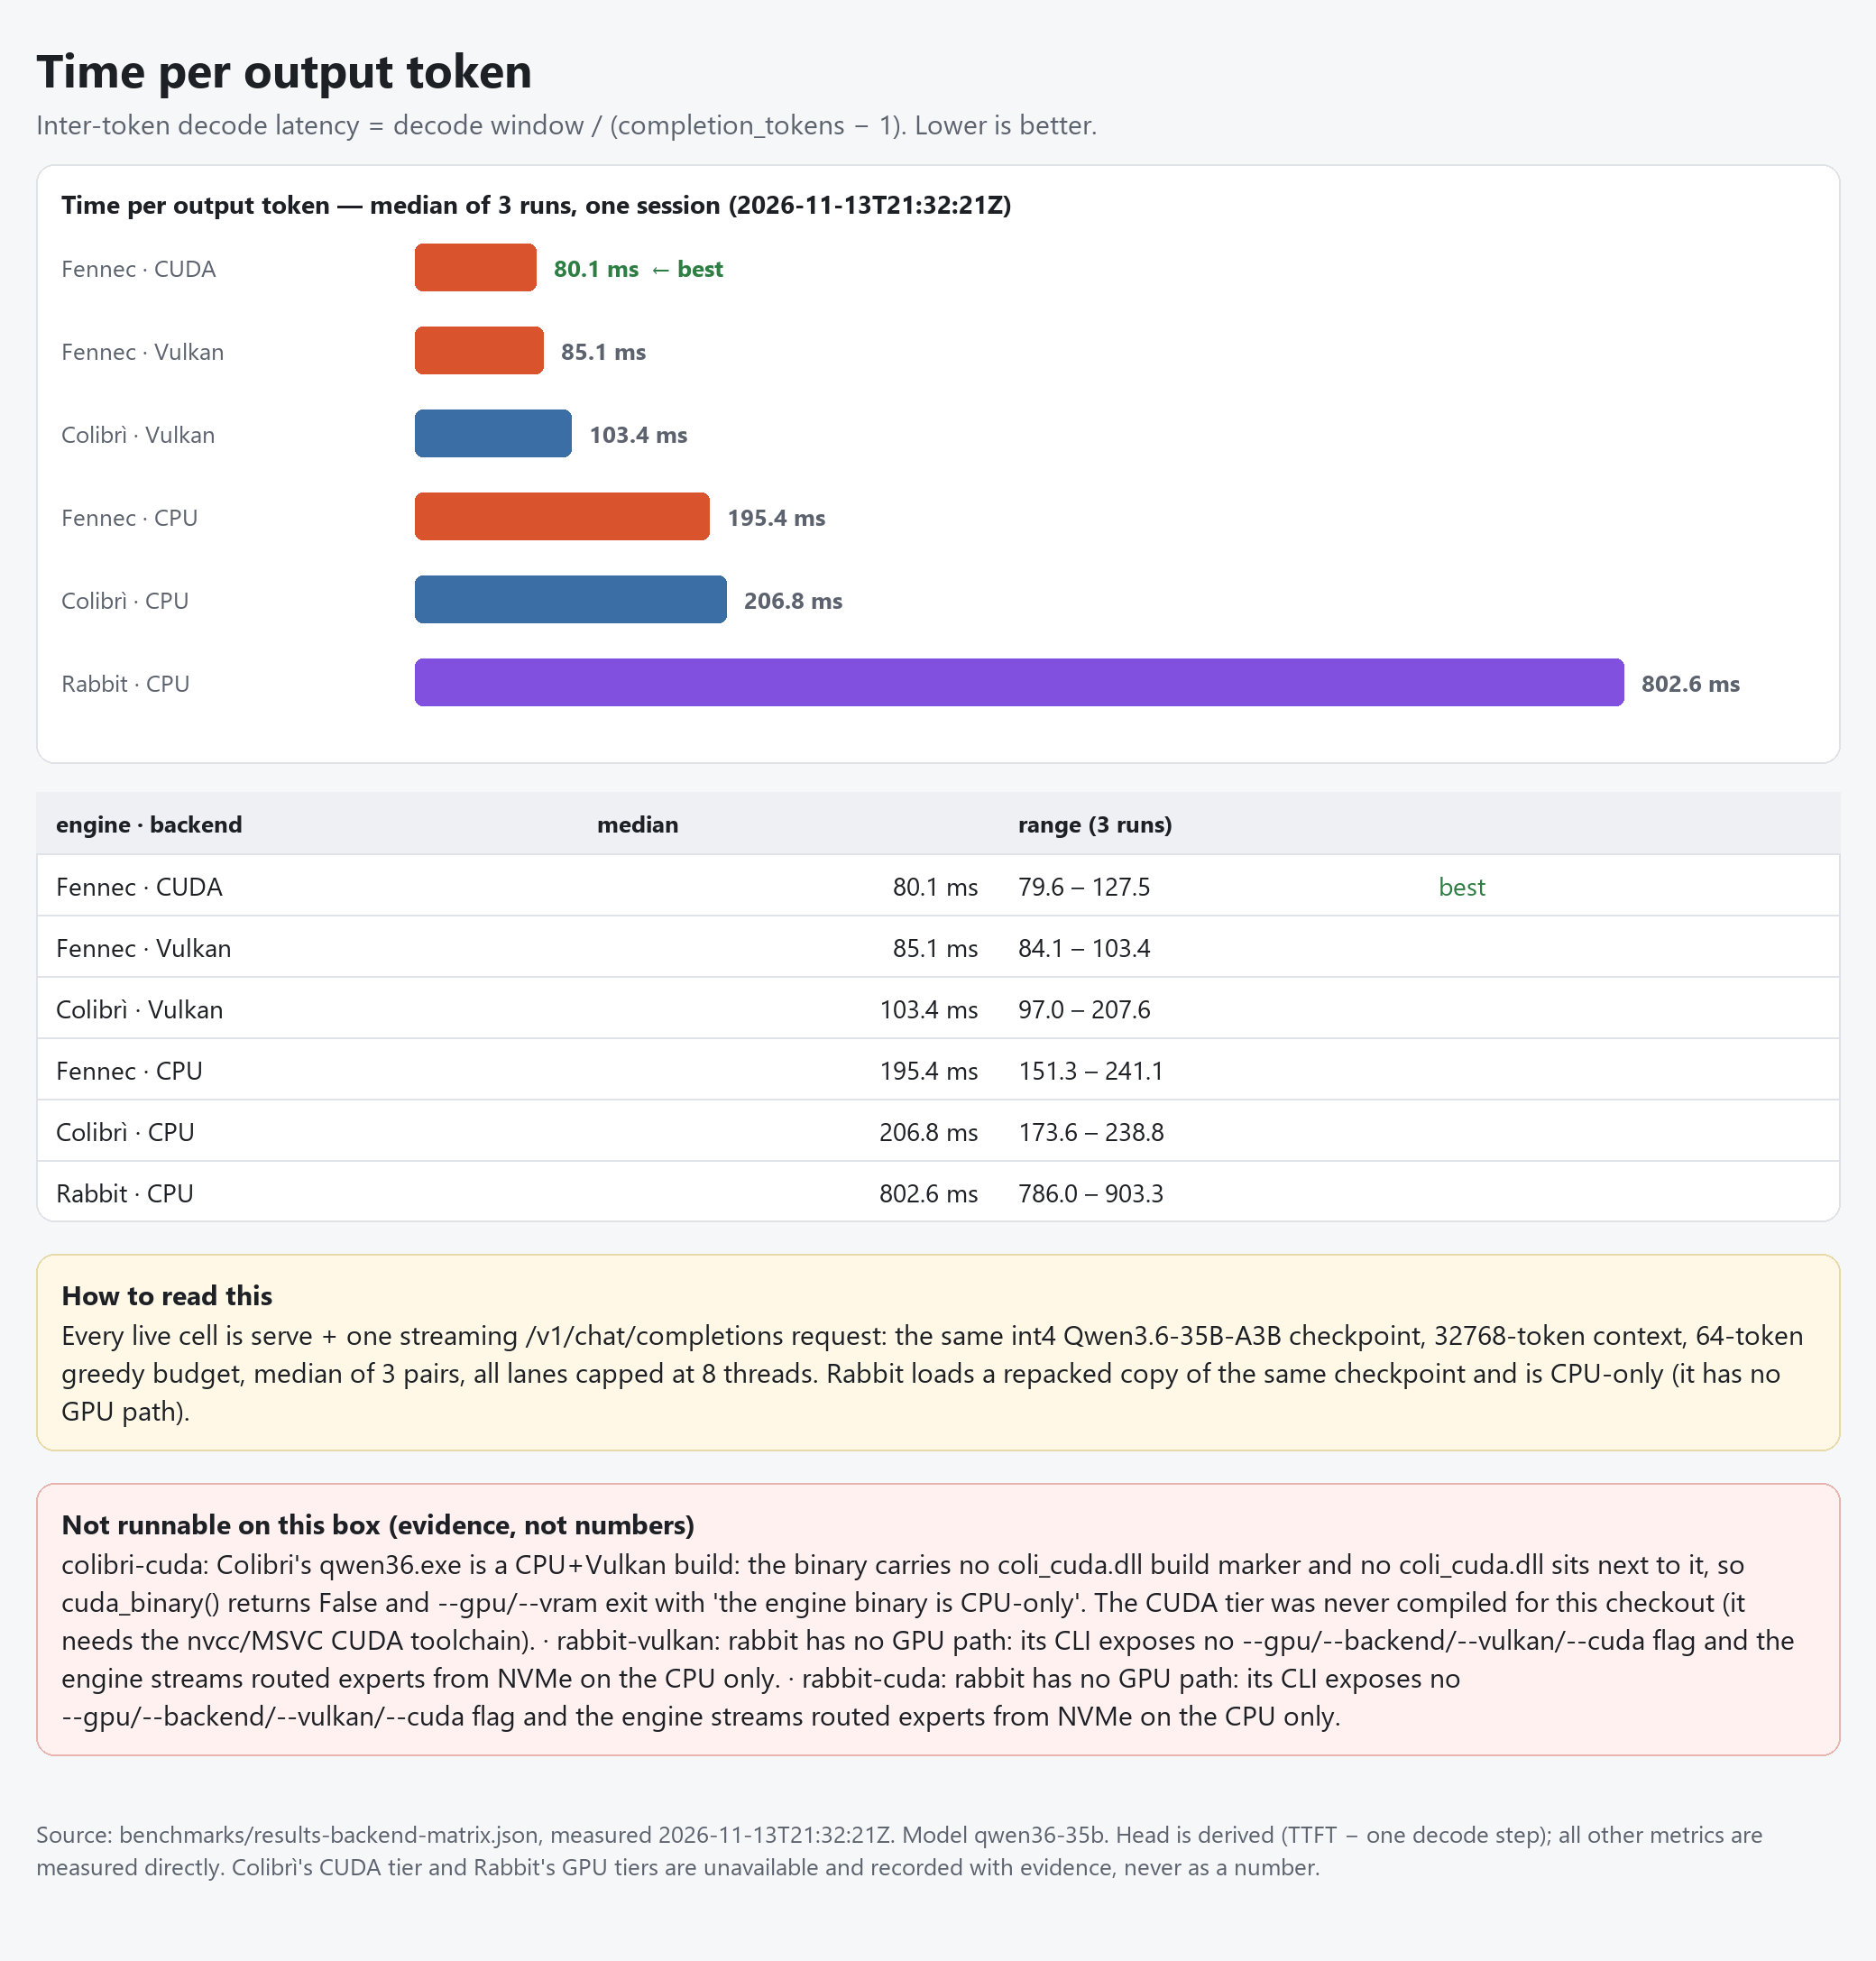 Time per output token
Inter-token decode latency = decode window / (completion_tokens − 1). Lower is better.
Time per output token — median of 3 runs, one session (2026-11-13T21:32:21Z)
Fennec · CUDA 80.1 ms ← best
Fennec · Vulkan 85.1 ms
Colibrì · Vulkan 103.4 ms
Fennec · CPU 195.4 ms
Colibrì · CPU 206.8 ms
Rabbit · CPU 802.6 ms
engine · backend median range (3 runs)
Fennec · CUDA 80.1 ms 79.6 – 127.5 best
Fennec · Vulkan 85.1 ms 84.1 – 103.4
Colibrì · Vulkan 103.4 ms 97.0 – 207.6
Fennec · CPU 195.4 ms 151.3 – 241.1
Colibrì · CPU 206.8 ms 173.6 – 238.8
Rabbit · CPU 802.6 ms 786.0 – 903.3
How to read this
Every live cell is serve + one streaming /v1/chat/completions request: the same int4 Qwen3.6-35B-A3B checkpoint, 32768-token context, 64-token
greedy budget, median of 3 pairs, all lanes capped at 8 threads. Rabbit loads a repacked copy of the same checkpoint and is CPU-only (it has no
GPU path).
Not runnable on this box (evidence, not numbers)
colibri-cuda: Colibri's qwen36.exe is a CPU+Vulkan build: the binary carries no coli_cuda.dll build marker and no coli_cuda.dll sits next to it, so
cuda_binary() returns False and --gpu/--vram exit with 'the engine binary is CPU-only'. The CUDA tier was never compiled for this checkout (it
needs the nvcc/MSVC CUDA toolchain). · rabbit-vulkan: rabbit has no GPU path: its CLI exposes no --gpu/--backend/--vulkan/--cuda flag and the
engine streams routed experts from NVMe on the CPU only. · rabbit-cuda: rabbit has no GPU path: its CLI exposes no
--gpu/--backend/--vulkan/--cuda flag and the engine streams routed experts from NVMe on the CPU only.
Source: benchmarks/results-backend-matrix.json, measured 2026-11-13T21:32:21Z. Model qwen36-35b. Head is derived (TTFT − one decode step); all other metrics are
measured directly. Colibrì's CUDA tier and Rabbit's GPU tiers are unavailable and recorded with evidence, never as a number.